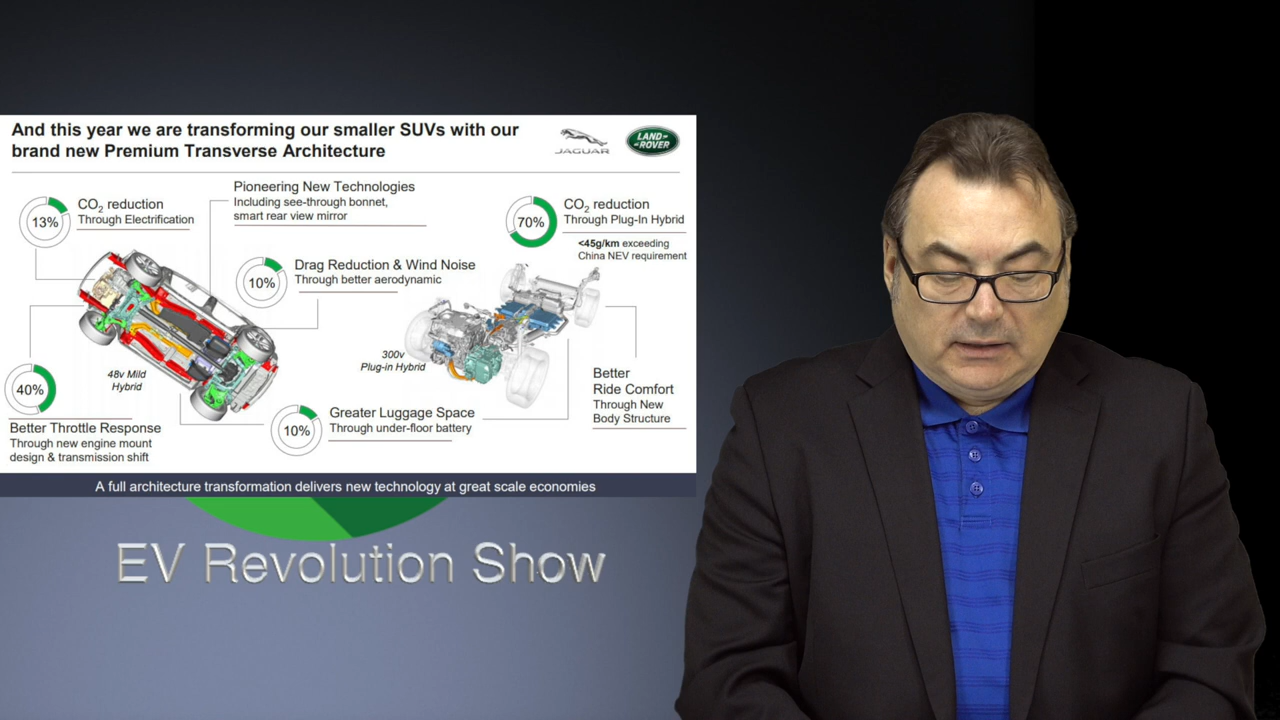 And this year we are transforming our smaller SUVs with our
brand new Premium Transverse Architecture
JAGUAR
LAND-
ROVER
13%
CO2 reduction
Through Electrification
Pioneering New Technologies
Including see-through bonnet,
smart rear view mirror
70%
CO2 reduction
Through Plug-In Hybrid
<45g/km exceeding
China NEV requirement
10%
Drag Reduction & Wind Noise
Through better aerodynamic
48v Mild
Hybrid
300v
Plug-in Hybrid
40%
Better Throttle Response
Through new engine mount
design & transmission shift
10%
Greater Luggage Space
Through under-floor battery
Better
Ride Comfort
Through New
Body Structure
A full architecture transformation delivers new technology at great scale economies
EV Revolution Show